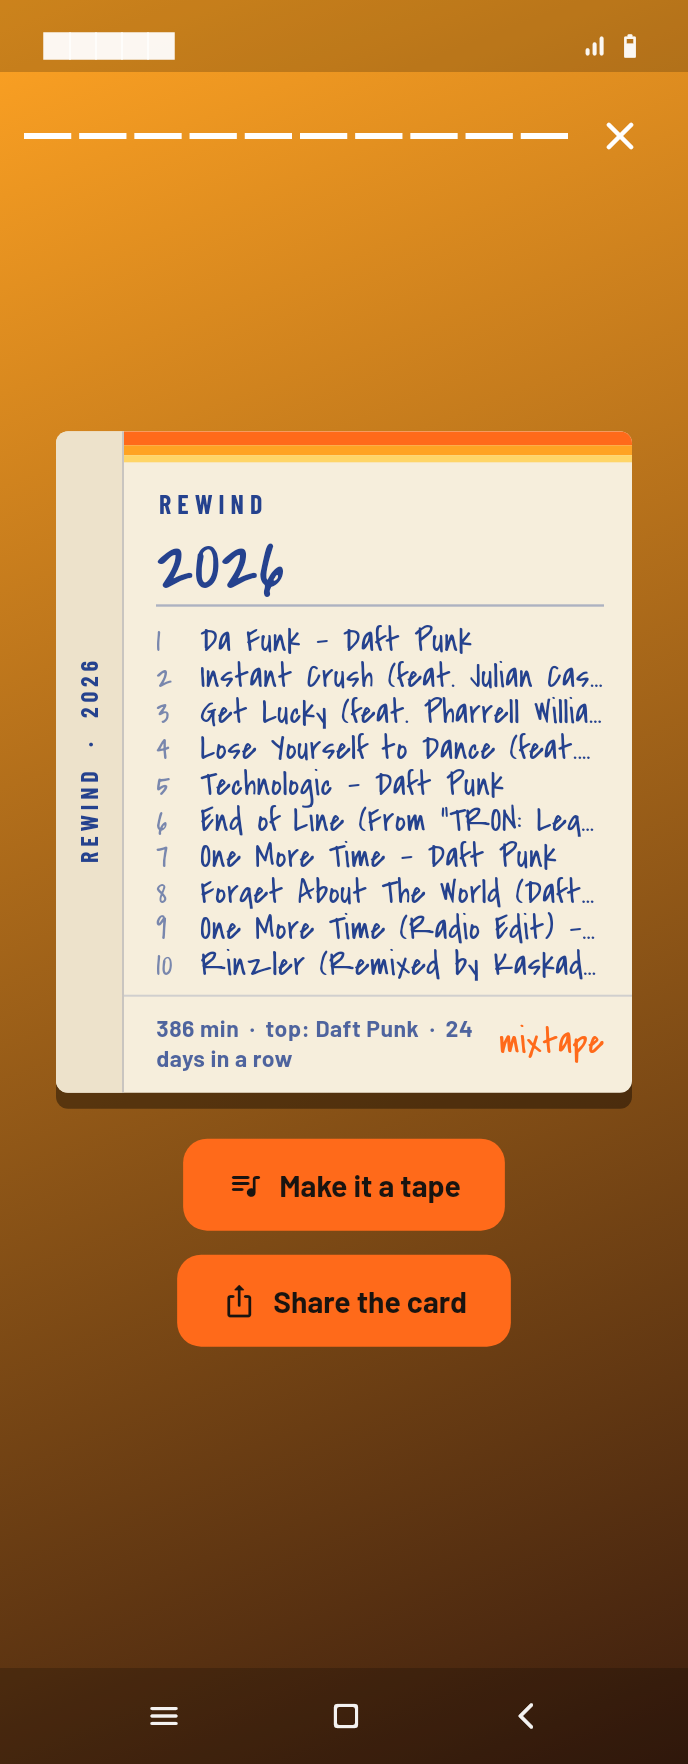 REWIND · 2026
REWIND
2026
1 Da Funk - Daft Punk
2 Instant Crush (feat. Julian Cas...
3 Get Lucky (feat. Pharrell Willia...
4 Lose Yourself to Dance (feat....
5 Technologic - Daft Punk
6 End of Line (From "TRON: Leg...
7 One More Time - Daft Punk
8 Forget About The World (Daft...
9 One More Time (Radio Edit) -...
10 Rinzler (Remixed by Kaskad...
386 min · top: Daft Punk · 24
days in a row
mixtape
Make it a tape
Share the card